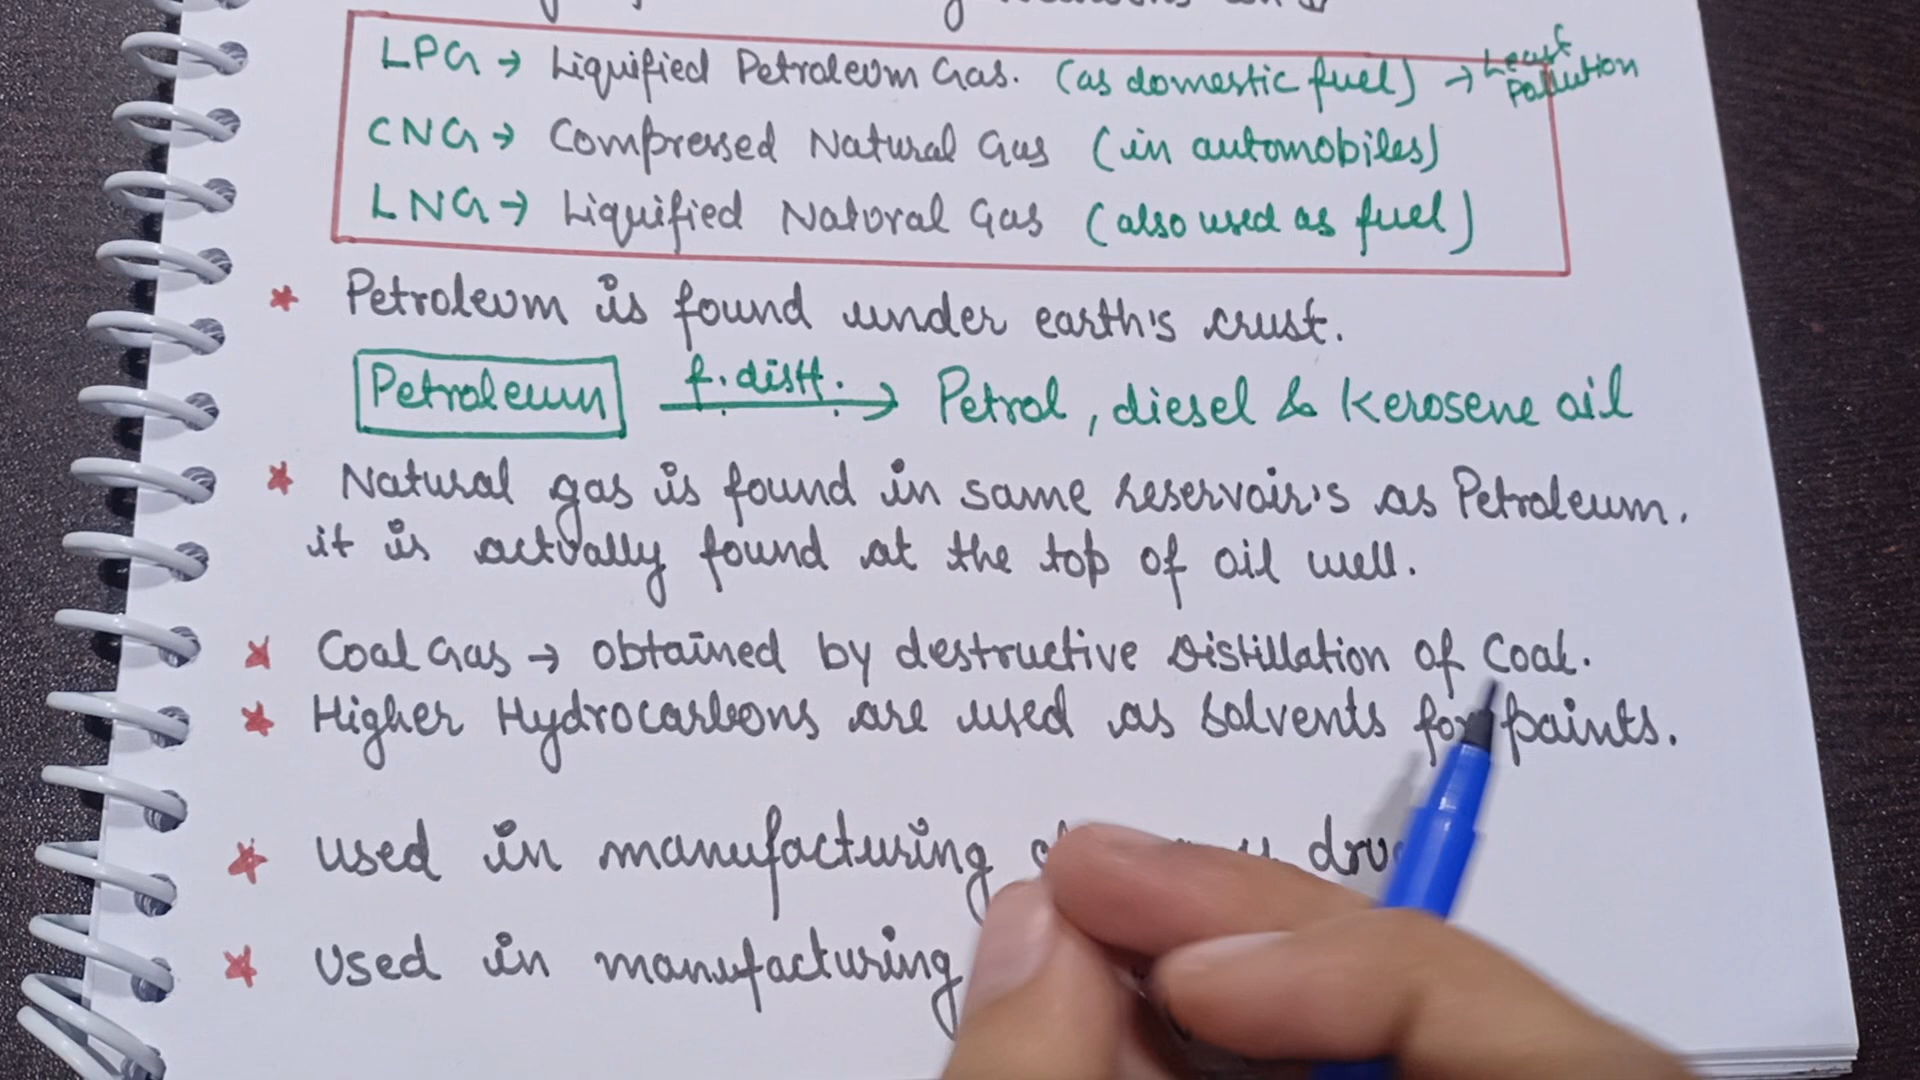 LPG → Liquified Petroleum Gas. (as domestic fuel) → Least Pollution
CNG → Compressed Natural Gas (in automobiles)
LNG → Liquified Natural Gas (also used as fuel)
* Petroleum is found under earth's crust.
Petroleum f. distt. → Petrol, diesel & Kerosene oil
* Natural gas is found in same reservoir's as Petroleum.
it is actually found at the top of oil well.
* Coal Gas → obtained by destructive Distillation of Coal.
* Higher Hydrocarbons are used as solvents for paints.
* used in manufacturing
* Used in manufacturing